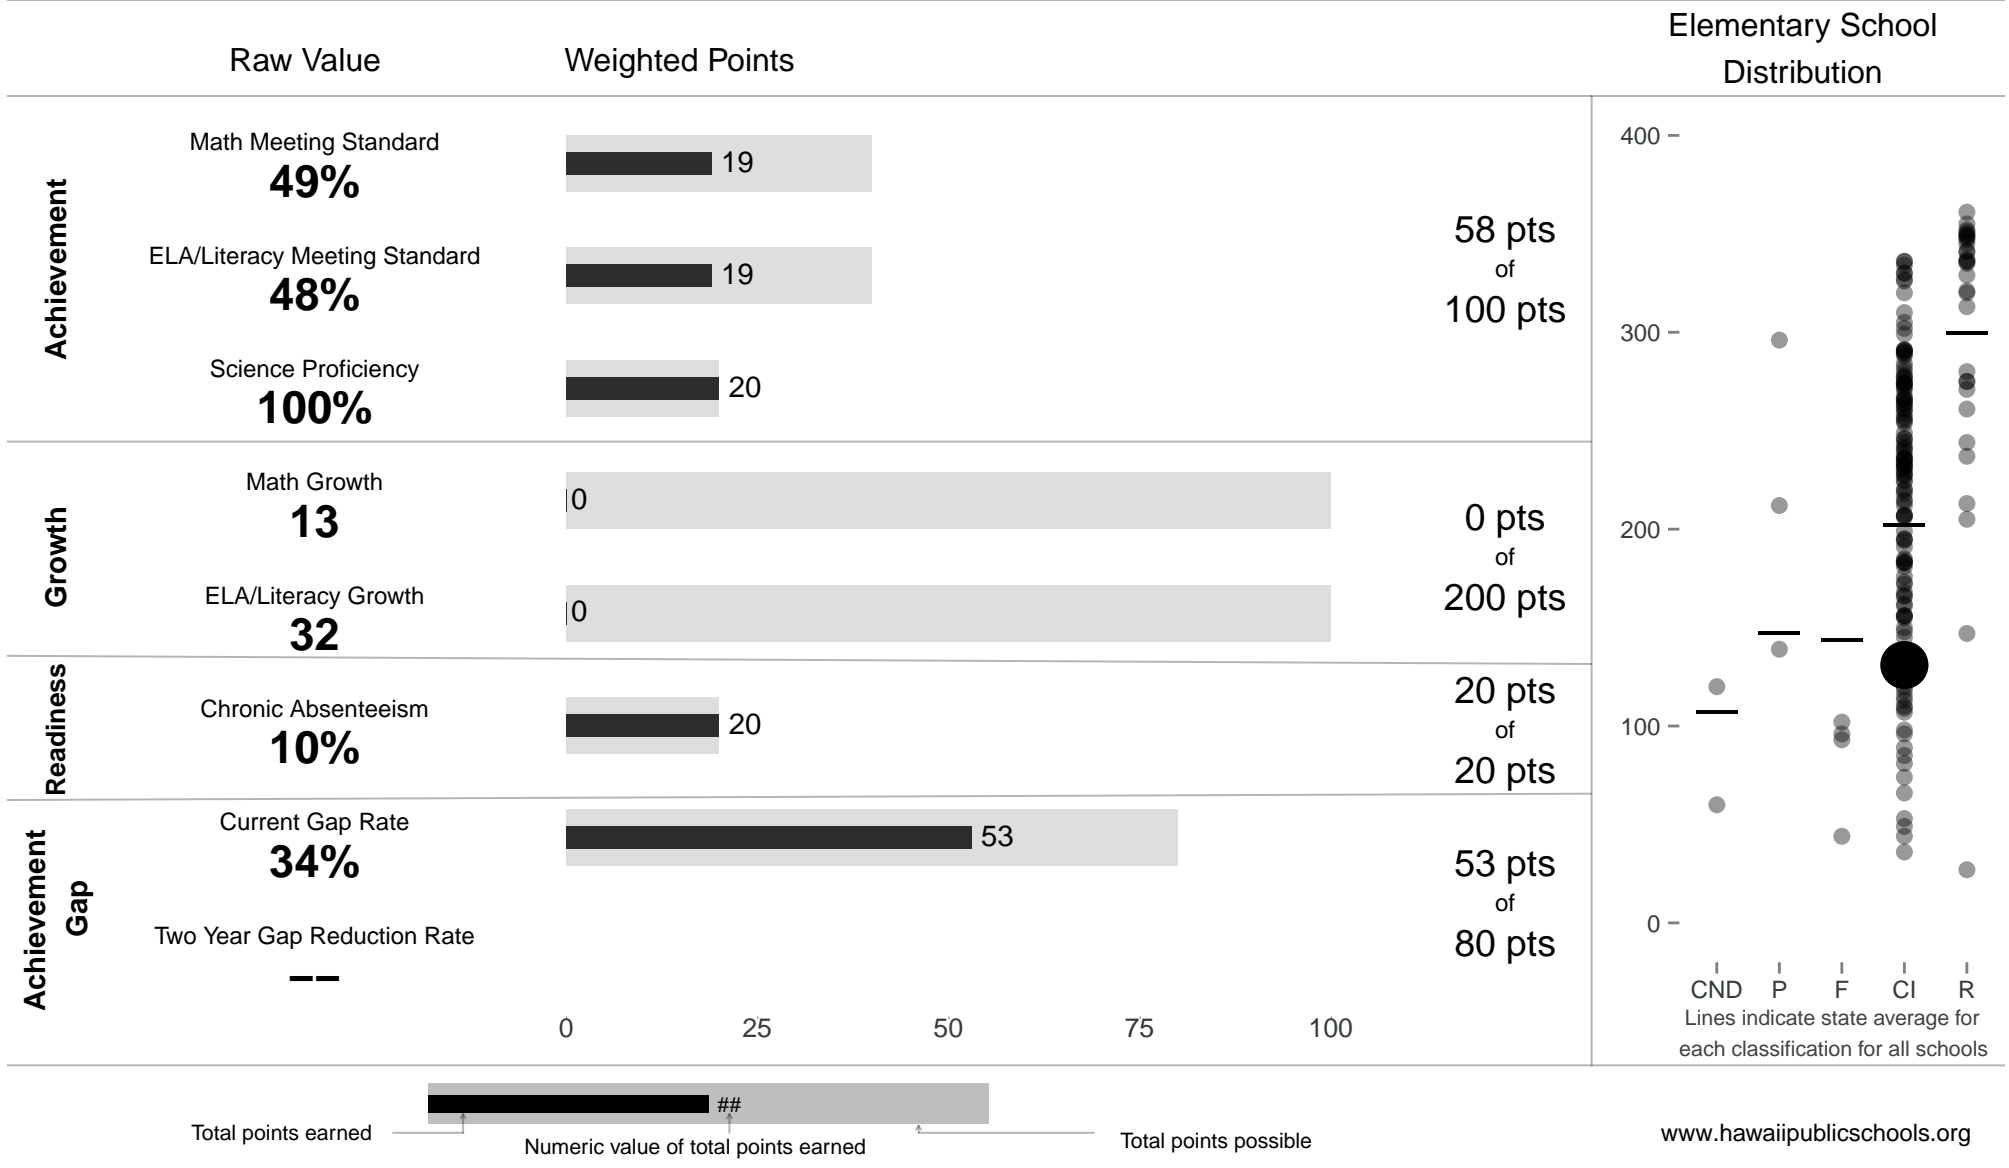 Raw Value
Weighted Points
Elementary School
Distribution
Achievement
Math Meeting Standard
49%
19
ELA/Literacy Meeting Standard
48%
19
Science Proficiency
100%
20
58 pts
of
100 pts
Growth
Math Growth
13
0
ELA/Literacy Growth
32
0
0 pts
of
200 pts
Readiness
Chronic Absenteeism
10%
20
20 pts
of
20 pts
Achievement
Gap
Current Gap Rate
34%
53
Two Year Gap Reduction Rate
−−
53 pts
of
80 pts
0 25 50 75 100
400
300
200
100
0
CND P F CI R
Lines indicate state average for
each classification for all schools
##
Total points earned
Numeric value of total points earned
Total points possible
www.hawaiipublicschools.org